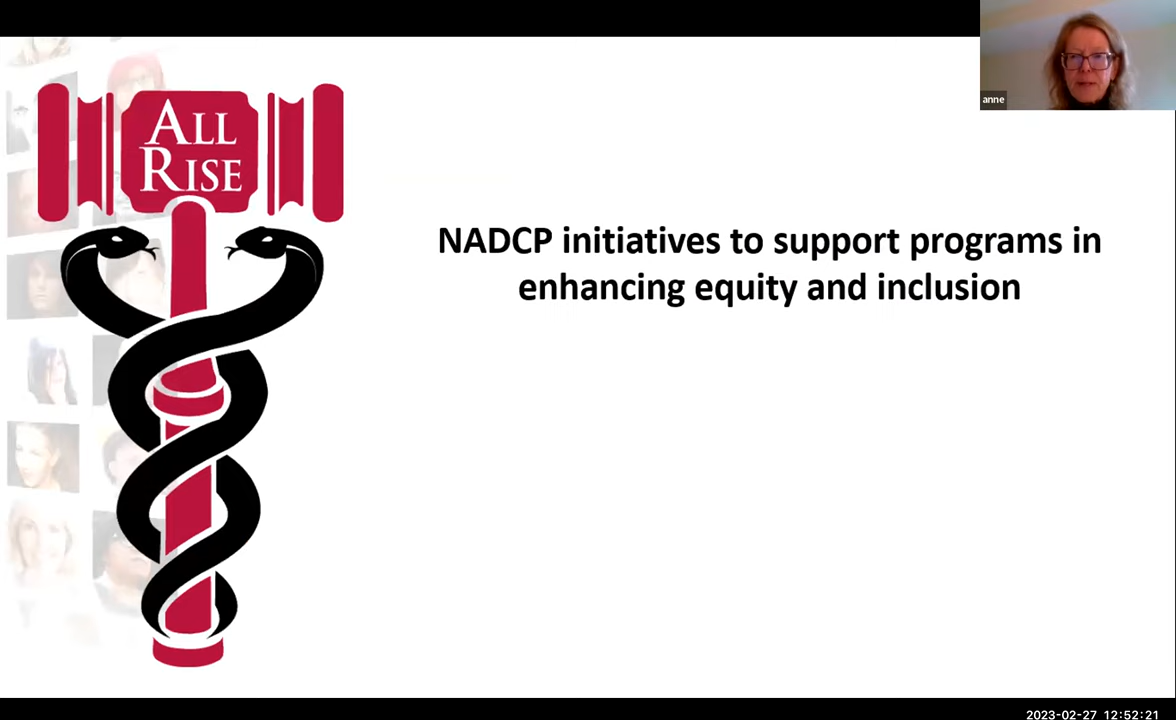 anne
ALL
RISE
NADCP initiatives to support programs in
enhancing equity and inclusion
2023-02-27 12:52:21